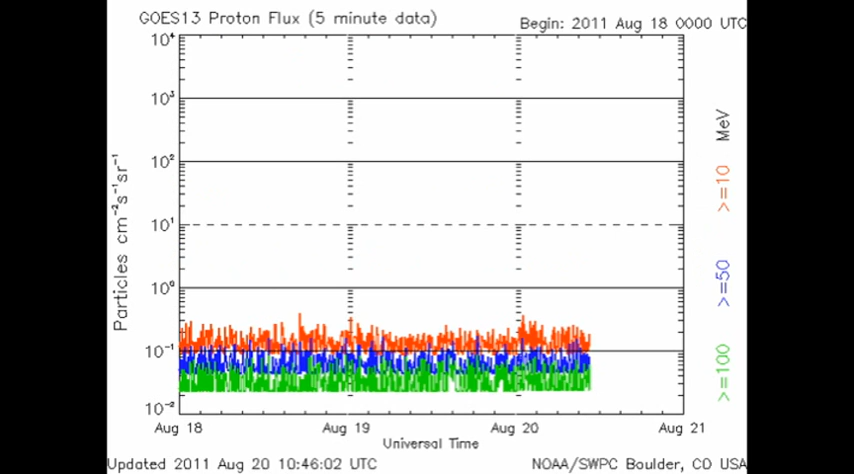 GOES13 Proton Flux (5 minute data)
Begin: 2011 Aug 18 0000 UTC
Particles cm⁻²s⁻¹sr⁻¹
10⁴
10³
10²
10¹
10⁰
10⁻¹
10⁻²
Aug 18
Aug 19
Aug 20
Aug 21
Universal Time
MeV
>=10
>=50
>=100
Updated 2011 Aug 20 10:46:02 UTC
NOAA/SWPC Boulder, CO USA